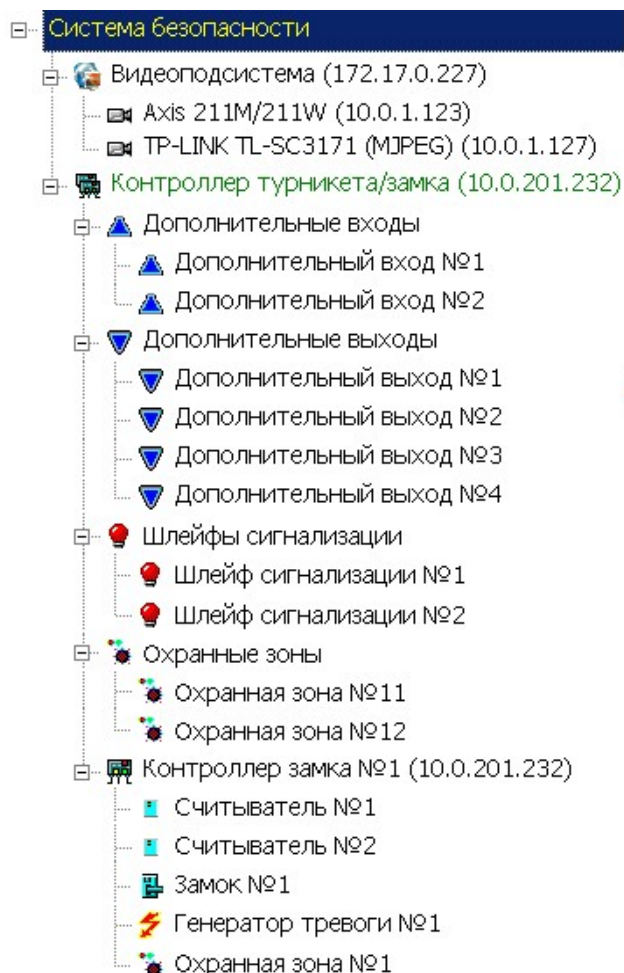 Система безопасности
Видеоподсистема (172.17.0.227)
Axis 211M/211W (10.0.1.123)
TP-LINK TL-SC3171 (MJPEG) (10.0.1.127)
Контроллер турникета/замка (10.0.201.232)
Дополнительные входы
Дополнительный вход №1
Дополнительный вход №2
Дополнительные выходы
Дополнительный выход №1
Дополнительный выход №2
Дополнительный выход №3
Дополнительный выход №4
Шлейфы сигнализации
Шлейф сигнализации №1
Шлейф сигнализации №2
Охранные зоны
Охранная зона №11
Охранная зона №12
Контроллер замка №1 (10.0.201.232)
Считыватель №1
Считыватель №2
Замок №1
Генератор тревоги №1
Охранная зона №1